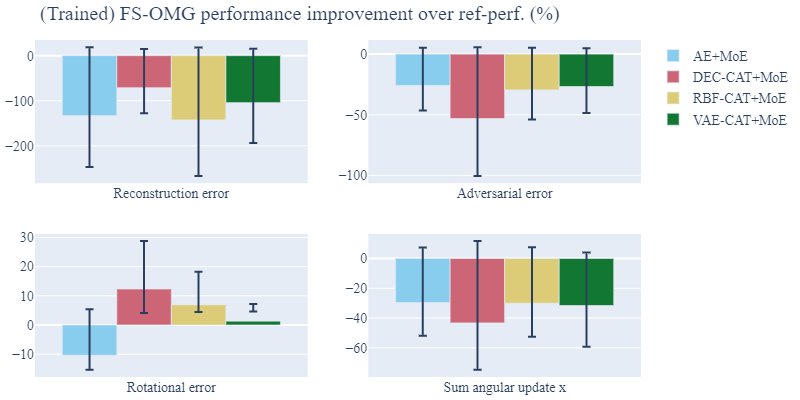 (Trained) FS-OMG performance improvement over ref-perf. (%)
0
−100
−200
Reconstruction error
0
−50
−100
Adversarial error
AE+MoE
DEC-CAT+MoE
RBF-CAT+MoE
VAE-CAT+MoE
30
20
10
0
−10
Rotational error
0
−20
−40
−60
Sum angular update x